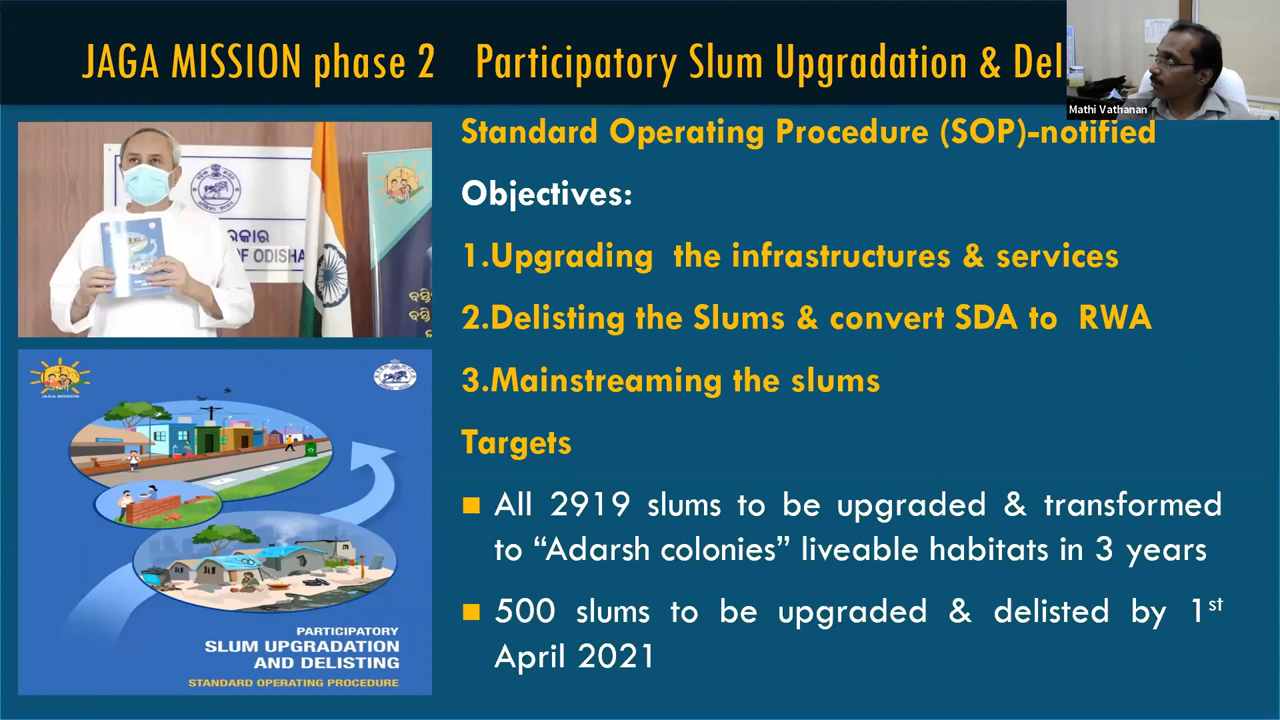 JAGA MISSION phase 2 Participatory Slum Upgradation & Del
Mathi Vathanan
Standard Operating Procedure (SOP)-notified
Objectives:
1.Upgrading the infrastructures & services
2.Delisting the Slums & convert SDA to RWA
3.Mainstreaming the slums
Targets
■ All 2919 slums to be upgraded & transformed
to “Adarsh colonies” liveable habitats in 3 years
■ 500 slums to be upgraded & delisted by 1st
April 2021
OF ODISHA
JAGA MISSION
PARTICIPATORY
SLUM UPGRADATION
AND DELISTING
STANDARD OPERATING PROCEDURE